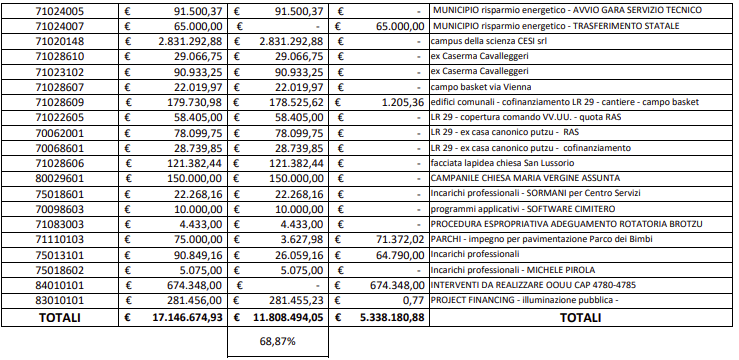 71024005 € 91.500,37 € 91.500,37 € - MUNICIPIO risparmio energetico - AVVIO GARA SERVIZIO TECNICO
71024007 € 65.000,00 € - € 65.000,00 MUNICIPIO risparmio energetico - TRASFERIMENTO STATALE
71020148 € 2.831.292,88 € 2.831.292,88 € - campus della scienza CESI srl
71028610 € 29.066,75 € 29.066,75 € - ex Caserma Cavalleggeri
71023102 € 90.933,25 € 90.933,25 € - ex Caserma Cavalleggeri
71028607 € 22.019,97 € 22.019,97 € - campo basket via Vienna
71028609 € 179.730,98 € 178.525,62 € 1.205,36 edifici comunali - cofinanziamento LR 29 - cantiere - campo basket
71022605 € 58.405,00 € 58.405,00 € - LR 29 - copertura comando VV.UU. - quota RAS
70062001 € 78.099,75 € 78.099,75 € - LR 29 - ex casa canonico putzu - RAS
70068601 € 28.739,85 € 28.739,85 € - LR 29 - ex casa canonico putzu - cofinanziamento
71028606 € 121.382,44 € 121.382,44 € - facciata lapidea chiesa San Lussorio
80029601 € 150.000,00 € 150.000,00 € - CAMPANILE CHIESA MARIA VERGINE ASSUNTA
75018601 € 22.268,16 € 22.268,16 € - Incarichi professionali - SORMANI per Centro Servizi
70098603 € 10.000,00 € 10.000,00 € - programmi applicativi - SOFTWARE CIMITERO
71083003 € 4.433,00 € 4.433,00 € - PROCEDURA ESPROPRIATIVA ADEGUAMENTO ROTATORIA BROTZU
71110103 € 75.000,00 € 3.627,98 € 71.372,02 PARCHI - impegno per pavimentazione Parco dei Bimbi
75013101 € 90.849,16 € 26.059,16 € 64.790,00 Incarichi professionali
75018602 € 5.075,00 € 5.075,00 € - Incarichi professionali - MICHELE PIROLA
84010101 € 674.348,00 € - € 674.348,00 INTERVENTI DA REALIZZARE OOUU CAP 4780-4785
83010101 € 281.456,00 € 281.455,23 € 0,77 PROJECT FINANCING - illuminazione pubblica -
TOTALI € 17.146.674,93 € 11.808.494,05 € 5.338.180,88 TOTALI
68,87%